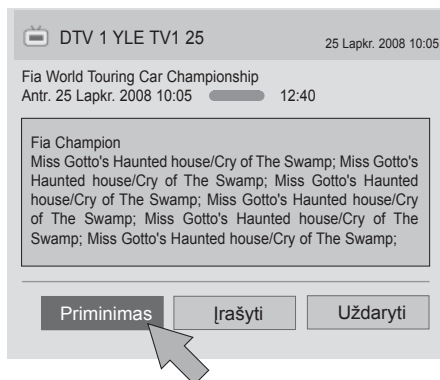 DTV 1 YLE TV1 25
25 Lapkr. 2008 10:05
Fia World Touring Car Championship
Antr. 25 Lapkr. 2008 10:05 12:40
Fia Champion
Miss Gotto's Haunted house/Cry of The Swamp; Miss Gotto's
Haunted house/Cry of The Swamp; Miss Gotto's Haunted
house/Cry of The Swamp; Miss Gotto's Haunted house/Cry
of The Swamp; Miss Gotto's Haunted house/Cry of The
Swamp; Miss Gotto's Haunted house/Cry of The Swamp;
Priminimas
Įrašyti
Uždaryti